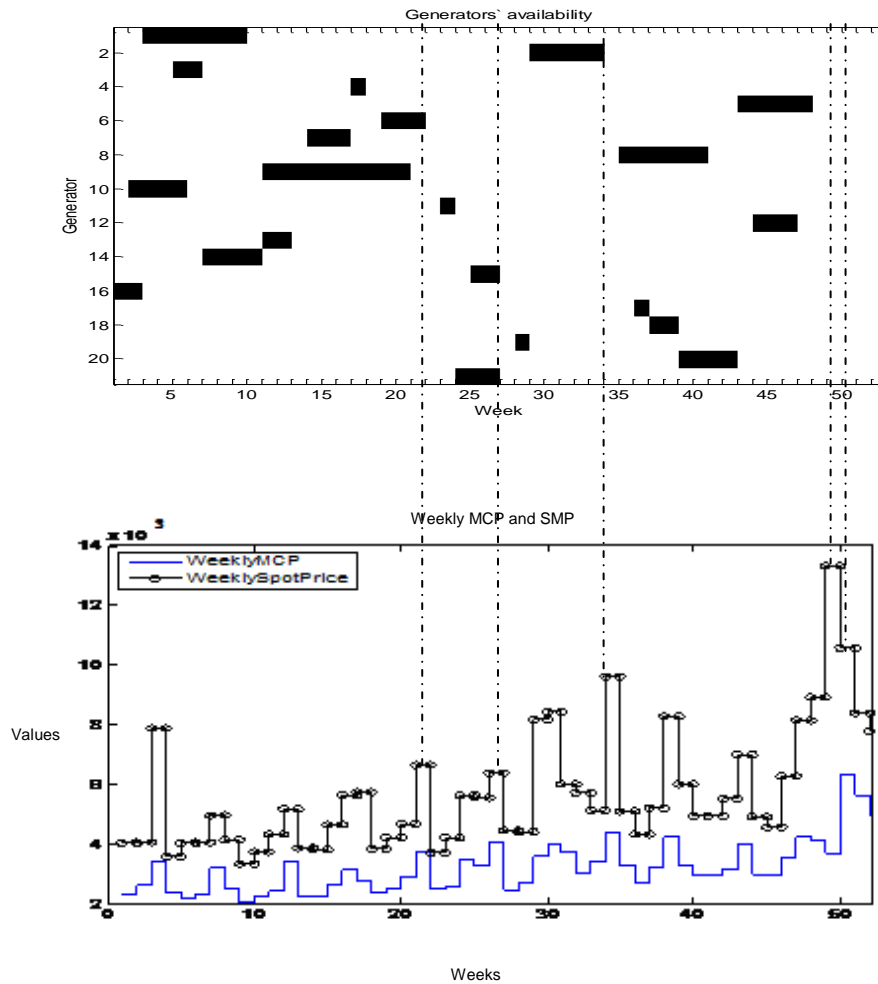 Generators` availability
2
4
6
8
10
12
14
16
18
20
Generator
5 10 15 20 25 30 35 40 45 50
Week
Weekly MCP and SMP
x 10 3
14
12
10
8
6
4
2
WeeklyMCP
WeeklySpotPrice
Values
0 10 20 30 40 50
Weeks